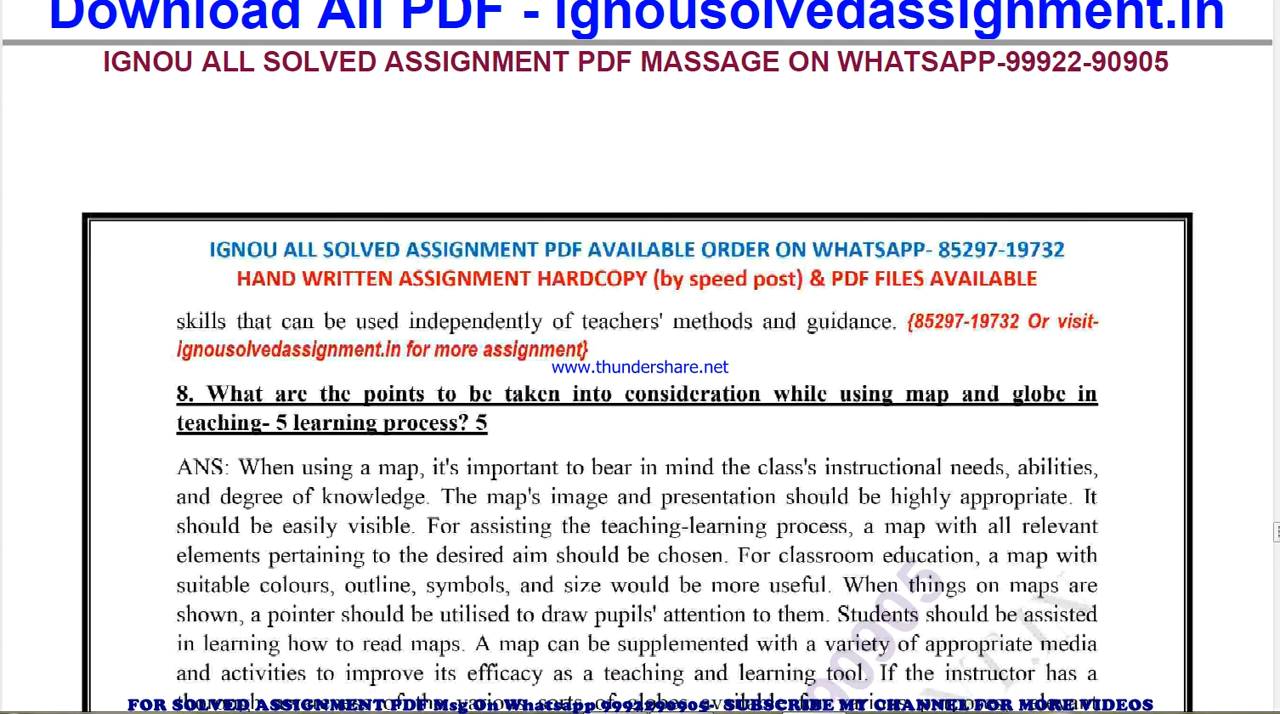 Download All PDF - ignousolvedassignment.in
IGNOU ALL SOLVED ASSIGNMENT PDF MASSAGE ON WHATSAPP-99922-90905
IGNOU ALL SOLVED ASSIGNMENT PDF AVAILABLE ORDER ON WHATSAPP- 85297-19732
HAND WRITTEN ASSIGNMENT HARDCOPY (by speed post) & PDF FILES AVAILABLE
skills that can be used independently of teachers' methods and guidance. {85297-19732 Or visit-
ignousolvedassignment.in for more assignment}
www.thundershare.net
8. What are the points to be taken into consideration while using map and globe in
teaching- 5 learning process? 5
ANS: When using a map, it's important to bear in mind the class's instructional needs, abilities,
and degree of knowledge. The map's image and presentation should be highly appropriate. It
should be easily visible. For assisting the teaching-learning process, a map with all relevant
elements pertaining to the desired aim should be chosen. For classroom education, a map with
suitable colours, outline, symbols, and size would be more useful. When things on maps are
shown, a pointer should be utilised to draw pupils' attention to them. Students should be assisted
in learning how to read maps. A map can be supplemented with a variety of appropriate media
and activities to improve its efficacy as a teaching and learning tool. If the instructor has a
90905
FOR SOLVED ASSIGNMENT PDF Msg On Whatsapp 9992290905- SUBSCRIBE MY CHANNEL FOR MORE VIDEOS